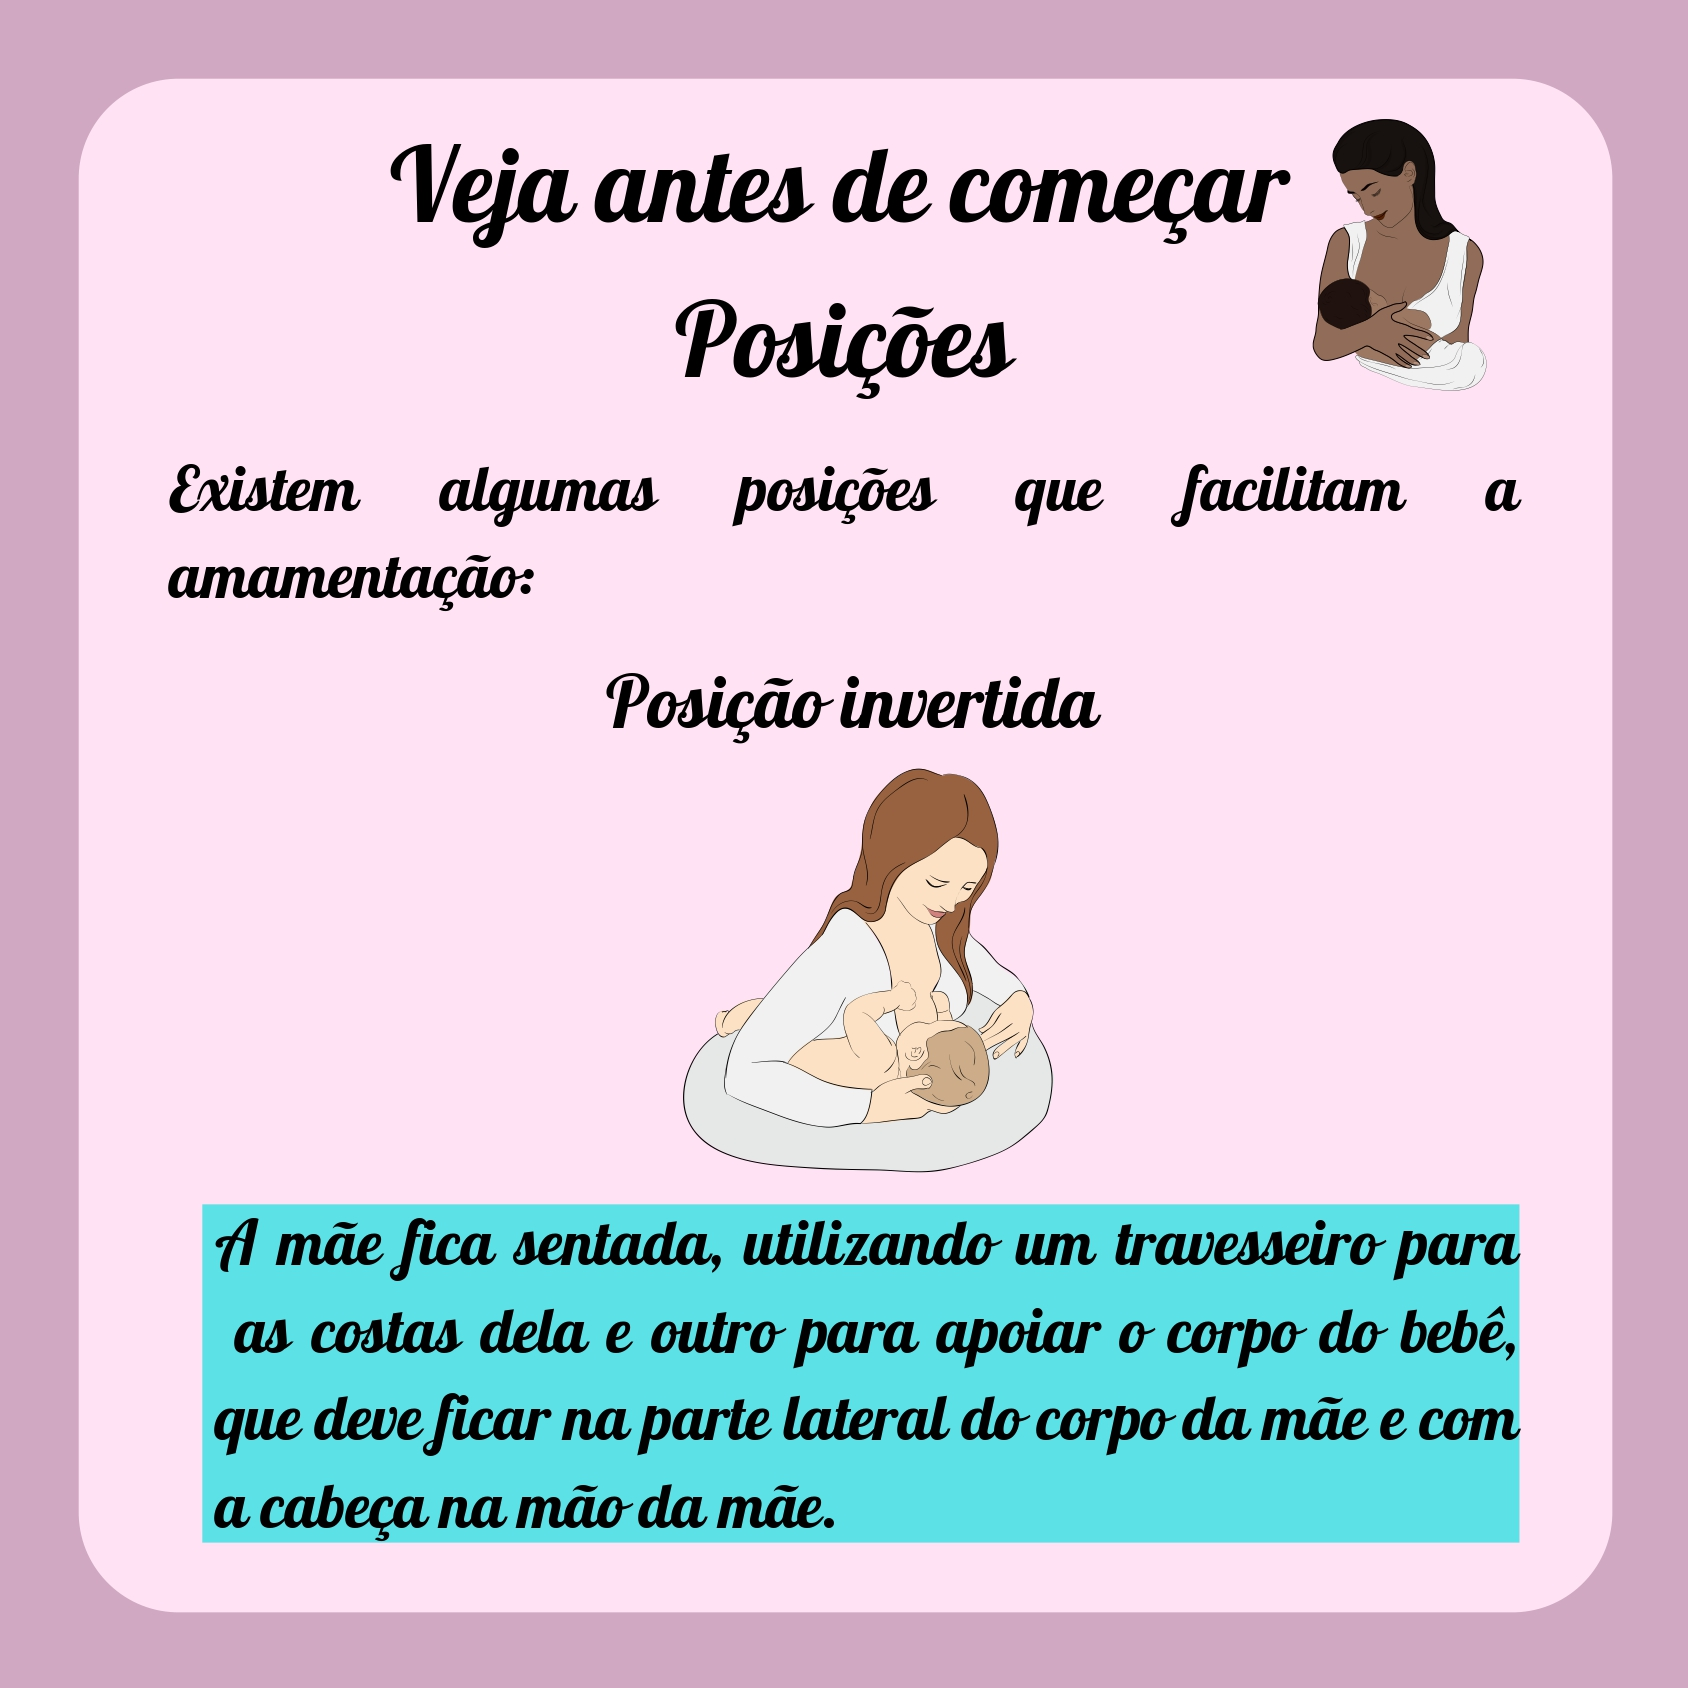 Veja antes de começar
Posições
Existem algumas posições que facilitam a
amamentação:
Posição invertida
A mãe fica sentada, utilizando um travesseiro para
as costas dela e outro para apoiar o corpo do bebê,
que deve ficar na parte lateral do corpo da mãe e com
a cabeça na mão da mãe.